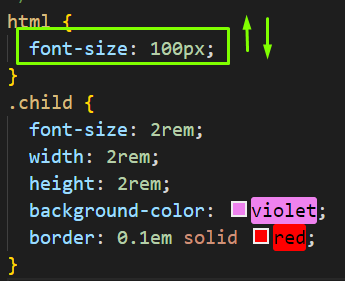 html {
font-size: 100px;
}
.child {
font-size: 2rem;
width: 2rem;
height: 2rem;
background-color: violet;
border: 0.1em solid red;
}